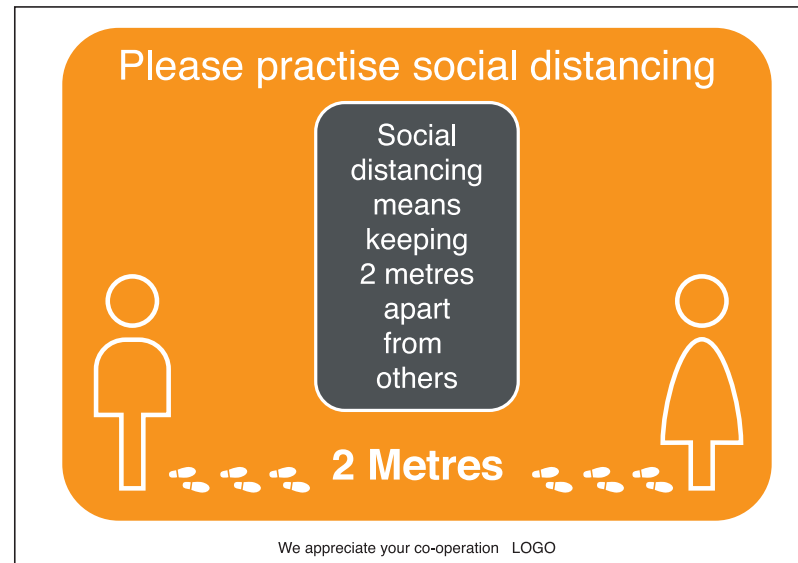 Please practise social distancing
Social
distancing
means
keeping
2 metres
apart
from
others
2 Metres
We appreciate your co-operation LOGO